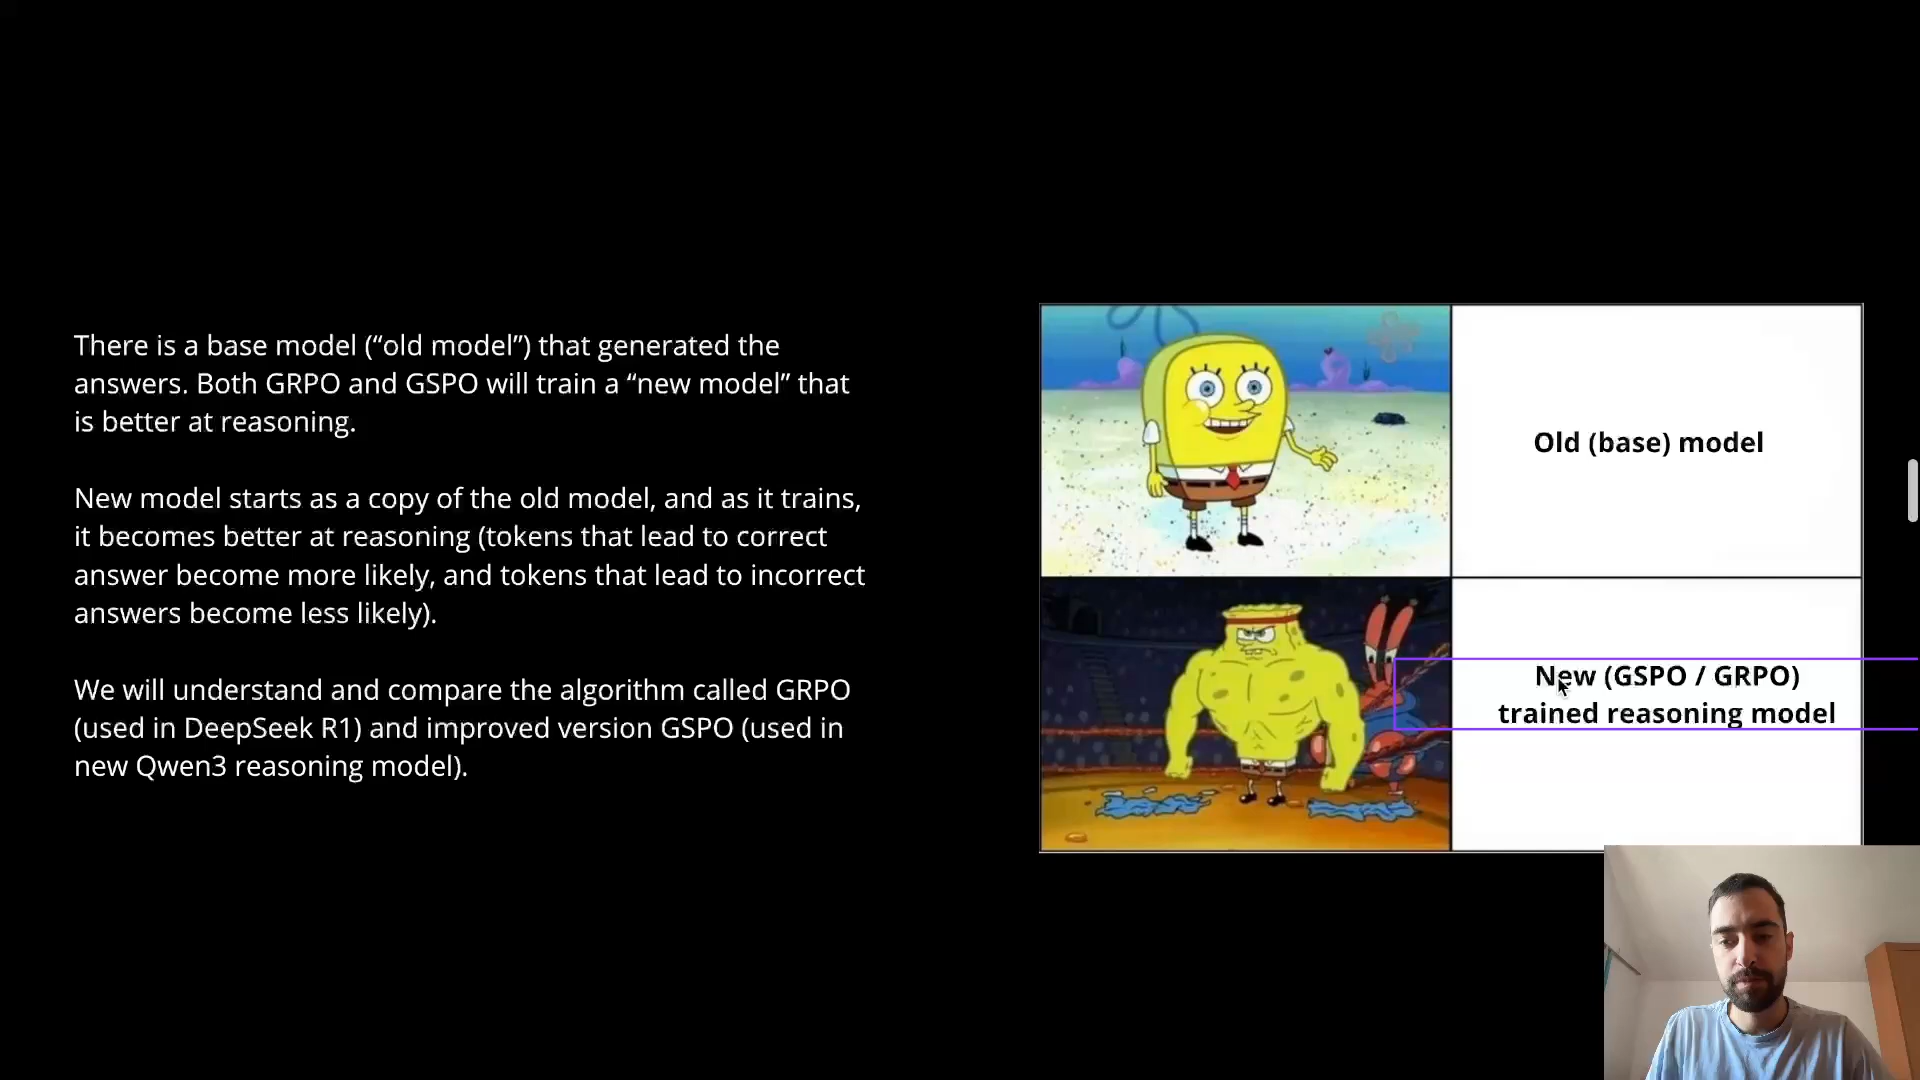 There is a base model (“old model”) that generated the
answers. Both GRPO and GSPO will train a “new model” that
is better at reasoning.
New model starts as a copy of the old model, and as it trains,
it becomes better at reasoning (tokens that lead to correct
answer become more likely, and tokens that lead to incorrect
answers become less likely).
We will understand and compare the algorithm called GRPO
(used in DeepSeek R1) and improved version GSPO (used in
new Qwen3 reasoning model).
Old (base) model
New (GSPO / GRPO)
trained reasoning model